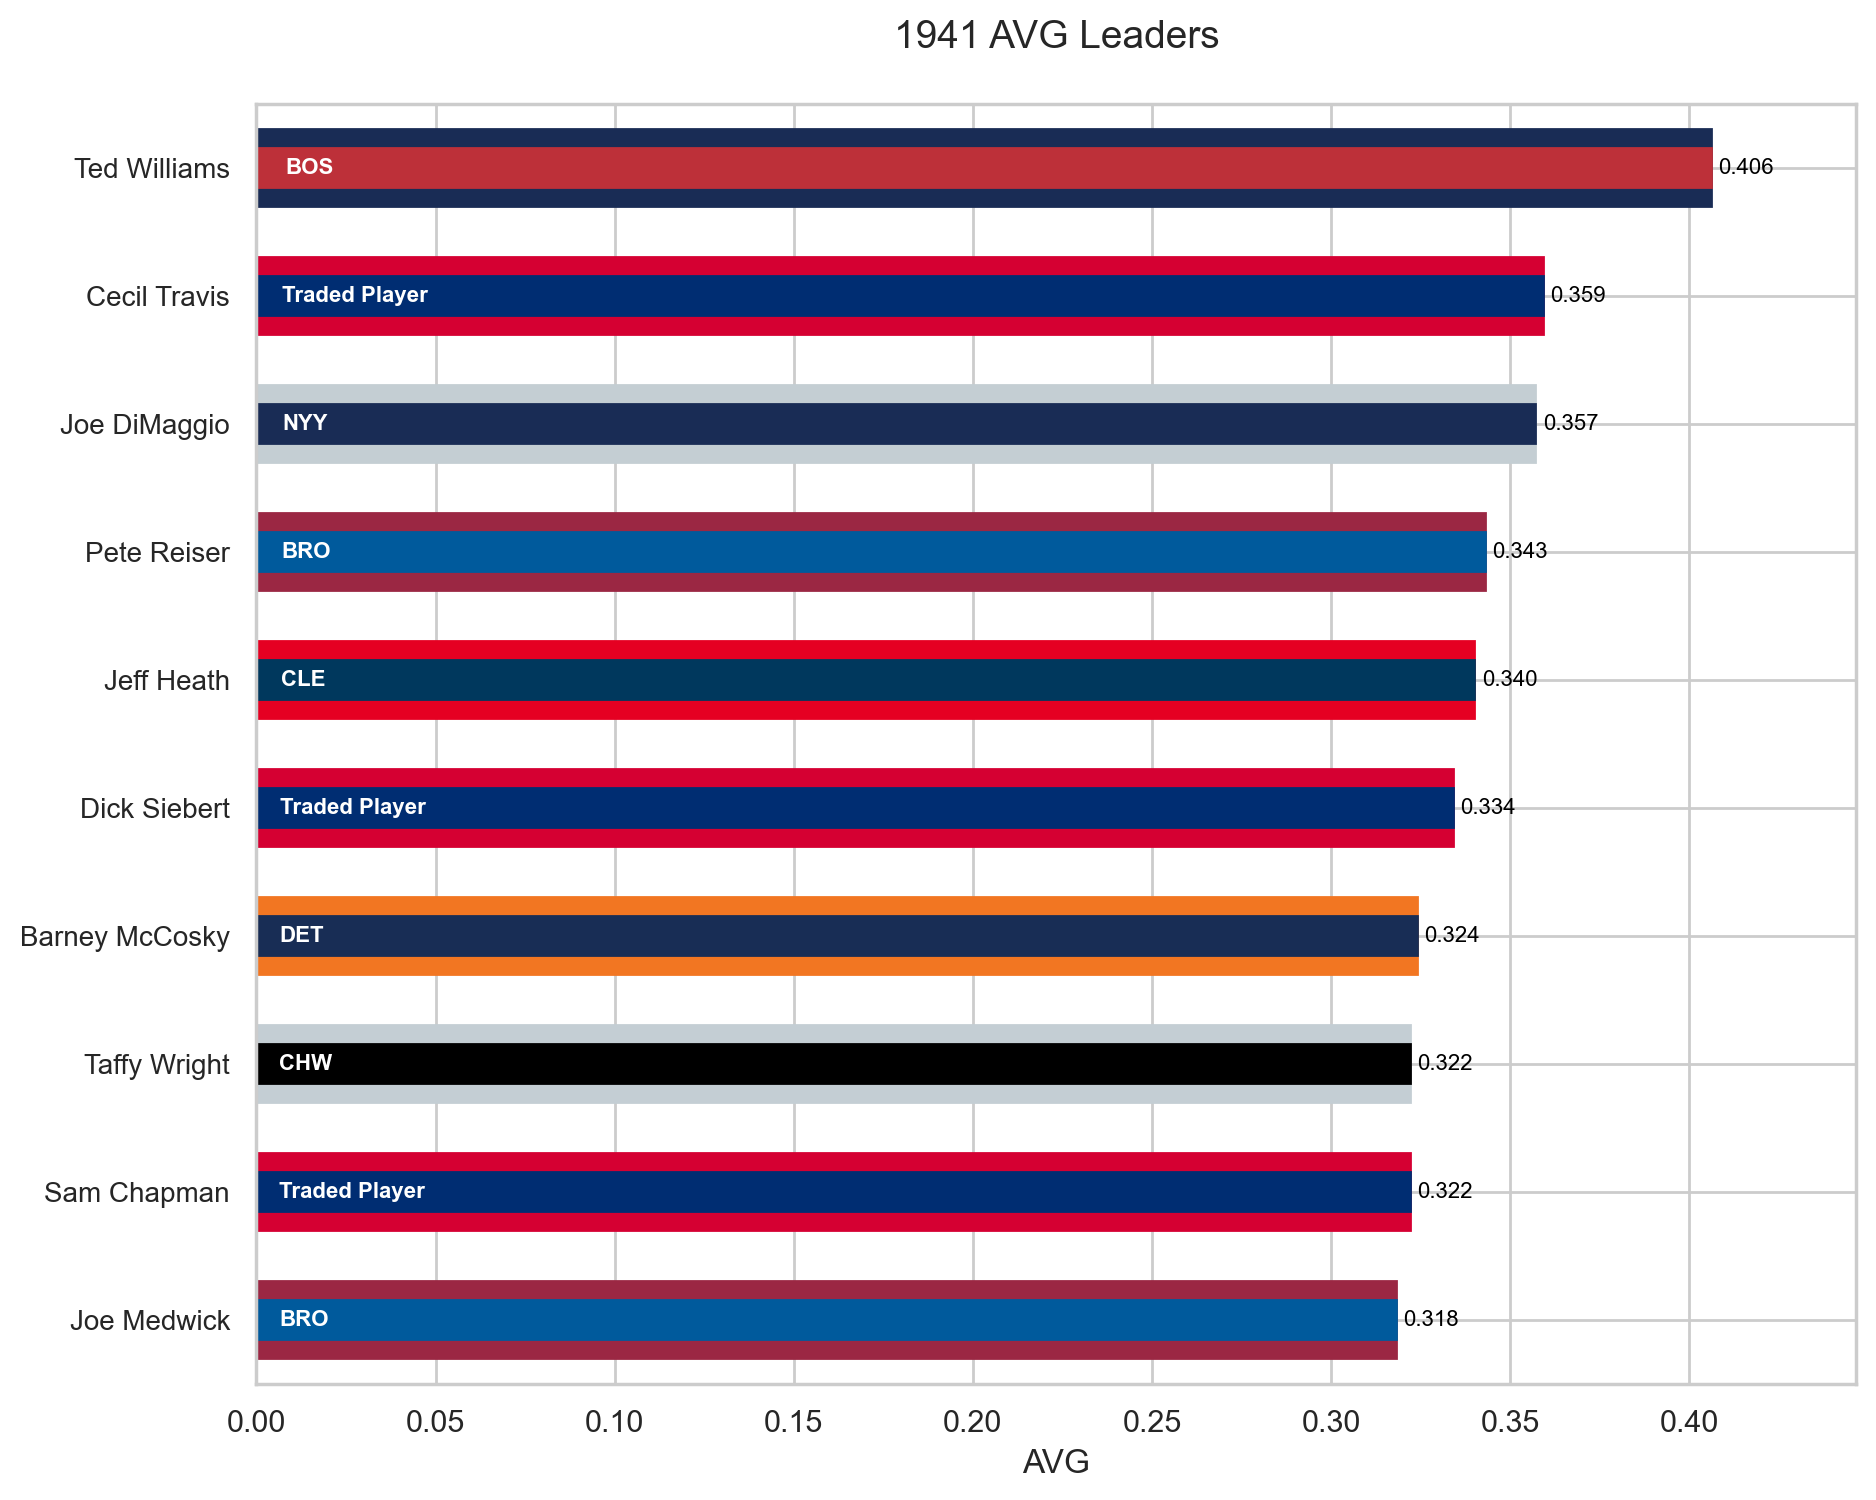 1941 AVG Leaders
Ted Williams BOS 0.406
Cecil Travis Traded Player 0.359
Joe DiMaggio NYY 0.357
Pete Reiser BRO 0.343
Jeff Heath CLE 0.340
Dick Siebert Traded Player 0.334
Barney McCosky DET 0.324
Taffy Wright CHW 0.322
Sam Chapman Traded Player 0.322
Joe Medwick BRO 0.318
0.00 0.05 0.10 0.15 0.20 0.25 0.30 0.35 0.40
AVG